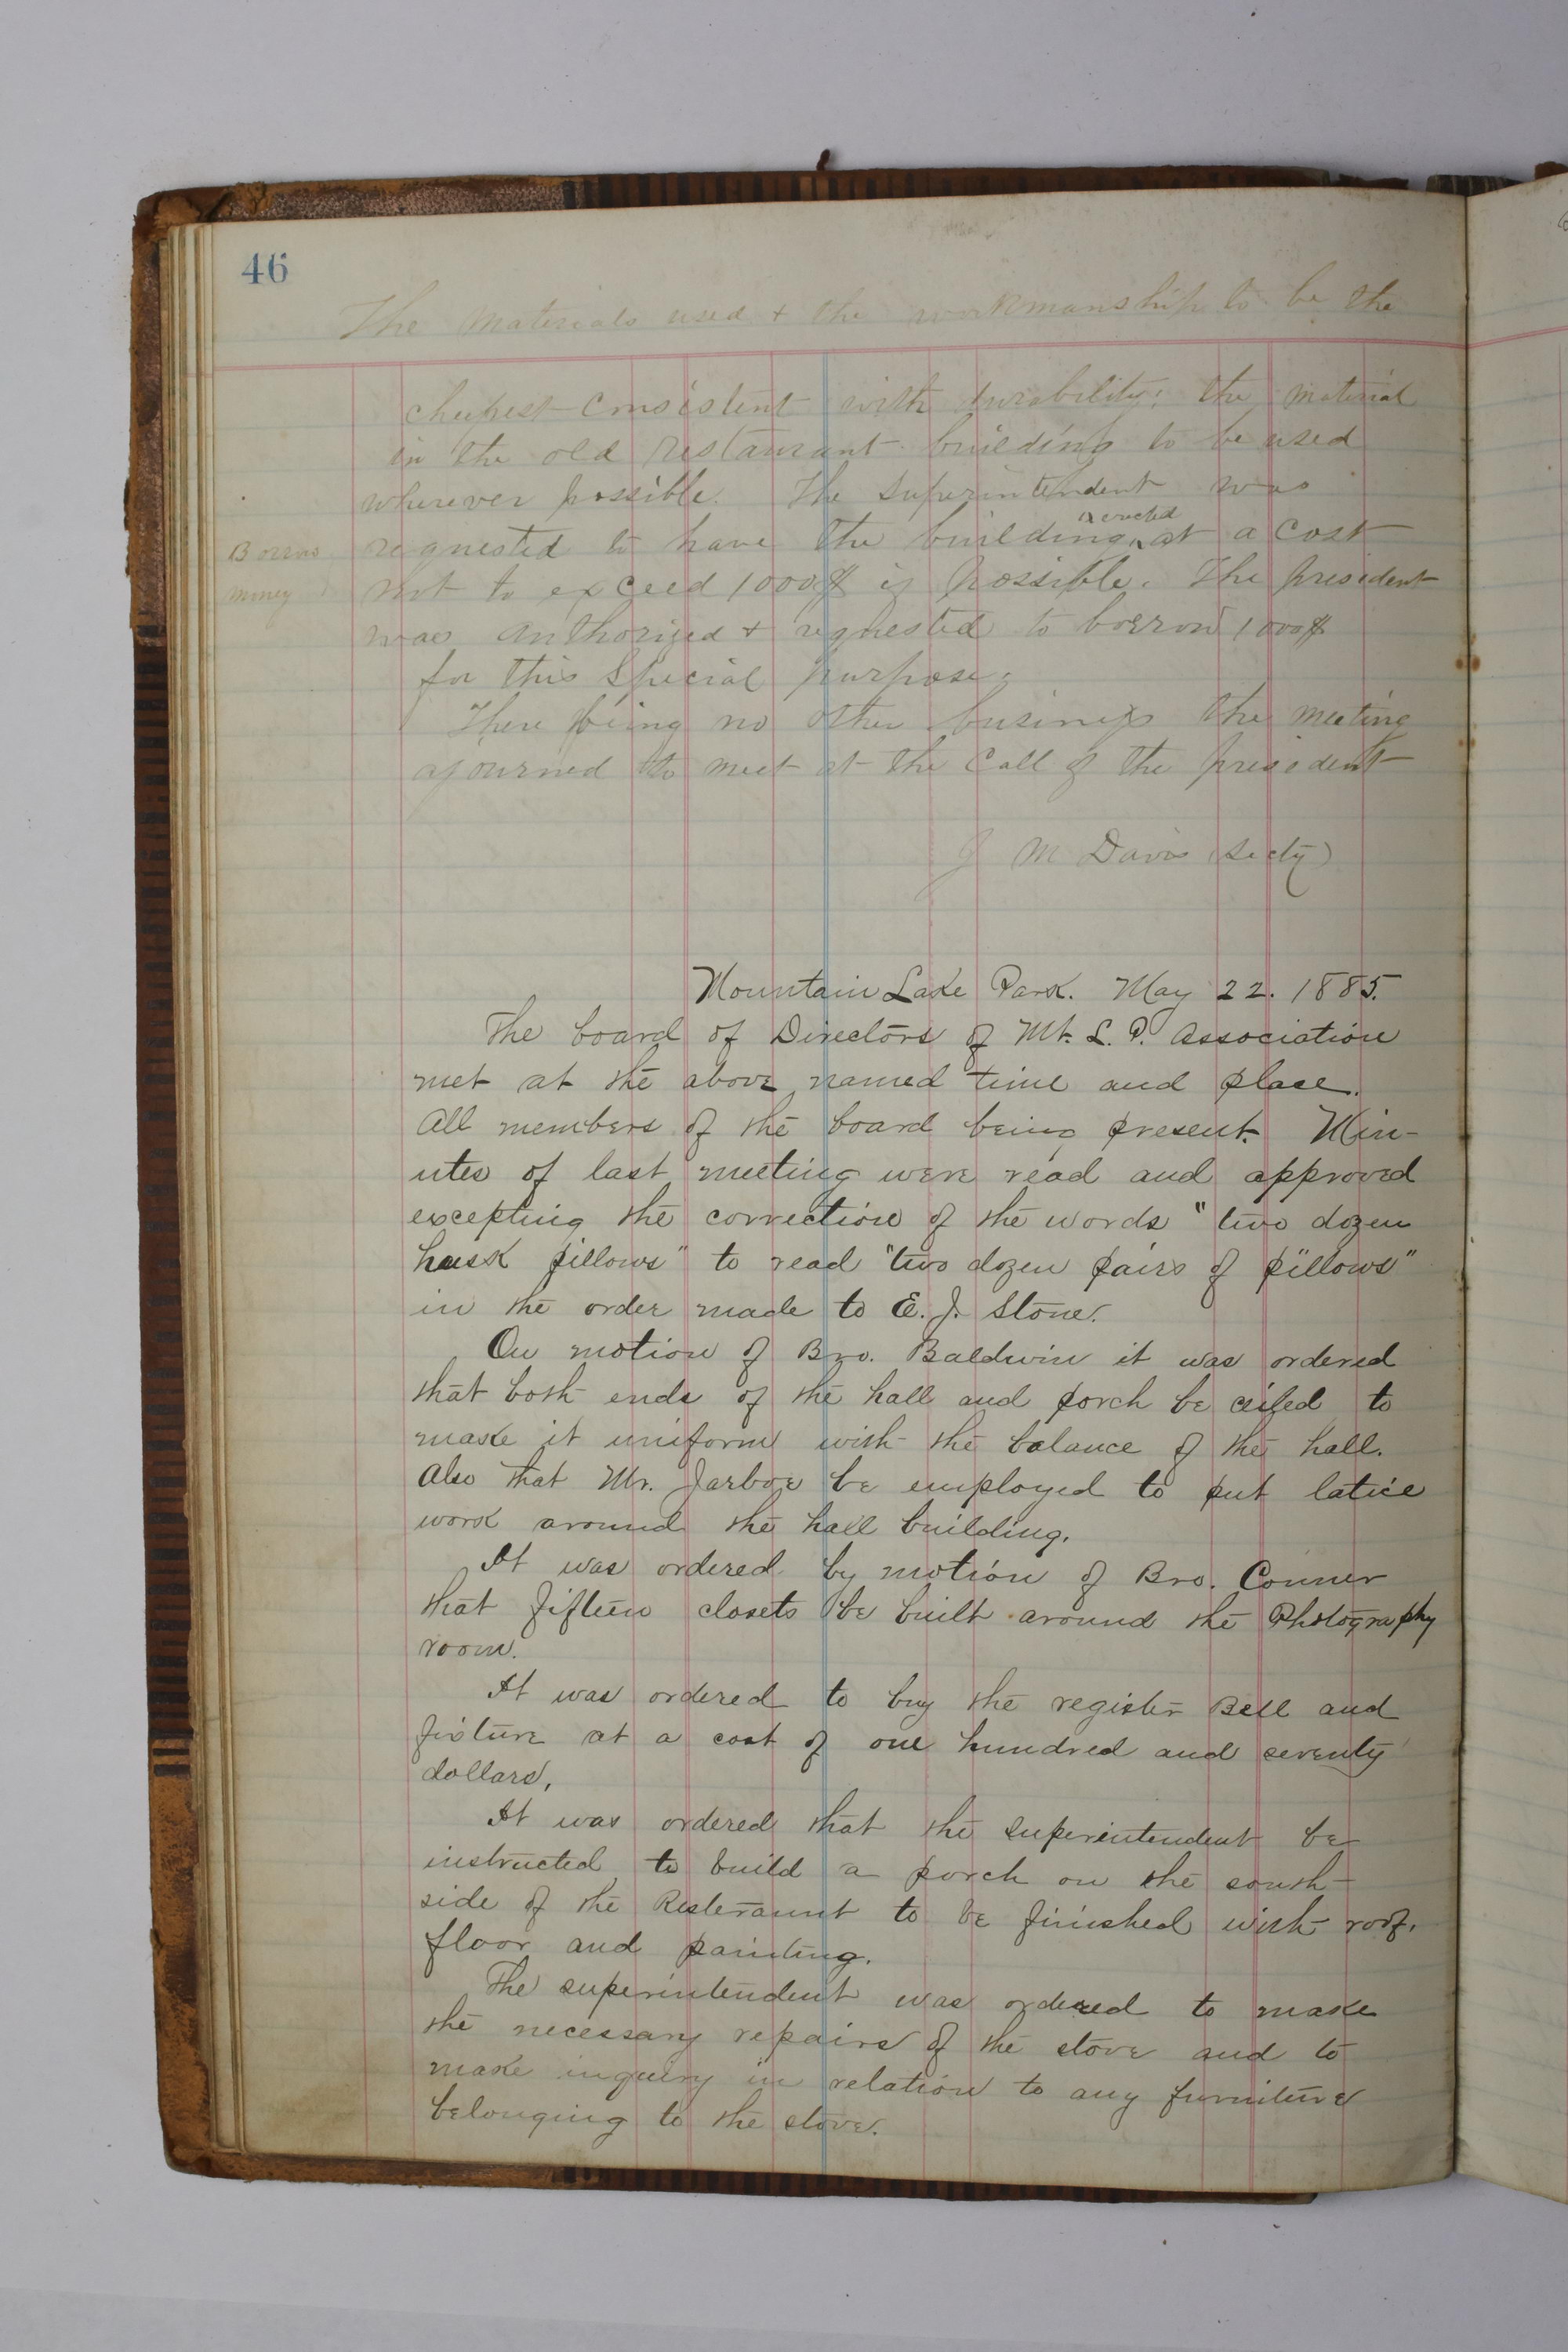 46
The materials used & the workmanship to be the
cheapest consistent with durability; the material
in the old restaurant building to be used
wherever possible. The Superintendent was
erected
Borrow requested to have the building ^ at a Cost
money not to exceed 1000$ if possible. The president
was authorized & requested to borrow 1000$
for this Special purpose.
There being no other business the meeting
ajourned to meet at the Call of the president
J M Davis (Secty)
Mountain Lake Park. May 22. 1885.
The board of Directors of Mt. L. P. Association
met at the above named time and place.
All members of the board being present. Min-
utes of last meeting were read and approved
excepting the correction of the words "two dozen
husk pillows" to read "two dozen pairs of pillows"
in the order made to E. J. Stone.
On motion of Bro. Baldwin it was ordered
that both ends of the hall and porch be ceiled to
make it uniform with the balance of the hall.
Also that Mr. Jarboe be employed to put latice
work around the hall building.
It was ordered by motion of Bro. Conner
that fifteen closets be built around the Photography
room.
It was ordered to buy the register Bell and
fixture at a cost of one hundred and seventy
dollars.
It was ordered that the superintendent be
instructed to build a porch on the south
side of the Resteraunt to be finished with roof,
floor and painting.
The superintendent was ordered to make
the necessary repairs of the stove and to
make inquiry in relation to any furniture
belonging to the stove.